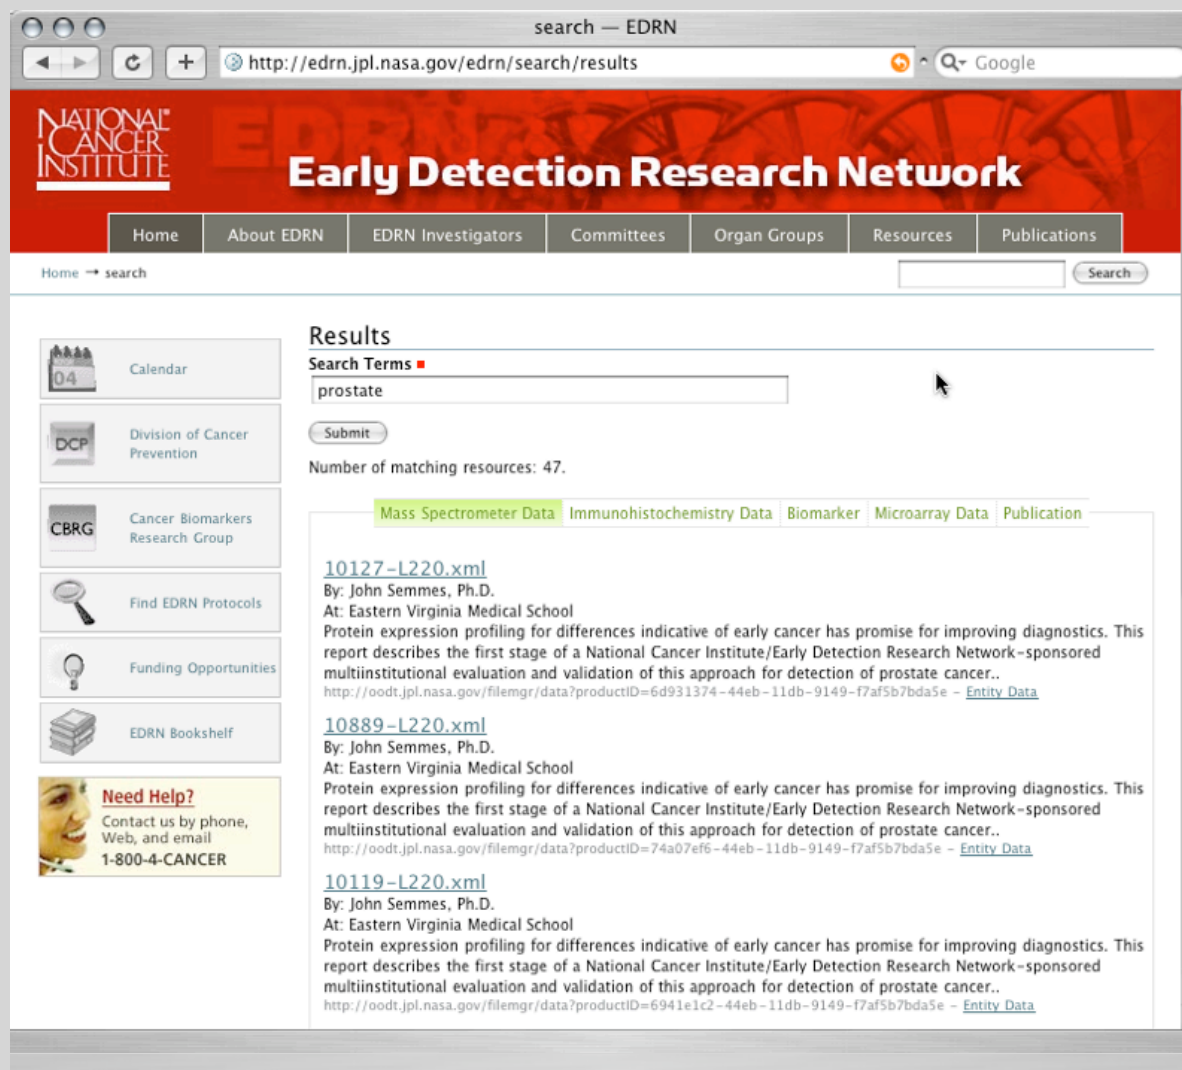 search — EDRN
http://edrn.jpl.nasa.gov/edrn/search/results
Google
NATIONAL
CANCER
INSTITUTE
EDRN
Early Detection Research Network
Home
About EDRN
EDRN Investigators
Committees
Organ Groups
Resources
Publications
Home → search
Search
04
Calendar
DCP
Division of Cancer
Prevention
CBRG
Cancer Biomarkers
Research Group
Find EDRN Protocols
Funding Opportunities
EDRN Bookshelf
Need Help?
Contact us by phone,
Web, and email
1-800-4-CANCER
Results
Search Terms
prostate
Submit
Number of matching resources: 47.
Mass Spectrometer Data
Immunohistochemistry Data
Biomarker
Microarray Data
Publication
10127-L220.xml
By: John Semmes, Ph.D.
At: Eastern Virginia Medical School
Protein expression profiling for differences indicative of early cancer has promise for improving diagnostics. This
report describes the first stage of a National Cancer Institute/Early Detection Research Network-sponsored
multiinstitutional evaluation and validation of this approach for detection of prostate cancer..
http://oodt.jpl.nasa.gov/filemgr/data?productID=6d931374-44eb-11db-9149-f7af5b7bda5e - Entity Data
10889-L220.xml
By: John Semmes, Ph.D.
At: Eastern Virginia Medical School
Protein expression profiling for differences indicative of early cancer has promise for improving diagnostics. This
report describes the first stage of a National Cancer Institute/Early Detection Research Network-sponsored
multiinstitutional evaluation and validation of this approach for detection of prostate cancer..
http://oodt.jpl.nasa.gov/filemgr/data?productID=74a07ef6-44eb-11db-9149-f7af5b7bda5e - Entity Data
10119-L220.xml
By: John Semmes, Ph.D.
At: Eastern Virginia Medical School
Protein expression profiling for differences indicative of early cancer has promise for improving diagnostics. This
report describes the first stage of a National Cancer Institute/Early Detection Research Network-sponsored
multiinstitutional evaluation and validation of this approach for detection of prostate cancer..
http://oodt.jpl.nasa.gov/filemgr/data?productID=6941e1c2-44eb-11db-9149-f7af5b7bda5e - Entity Data